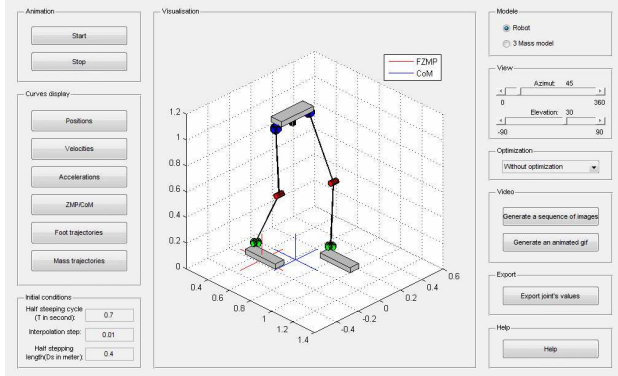 Animation
Start
Stop
Curves display
Positions
Velocities
Accelerations
ZMP/CoM
Foot trajectories
Mass trajectories
Initial conditions
Half steeping cycle
(T in second):
0.7
Interpolation step:
0.01
Half stepping
length(Ds in meter):
0.4
Visualisation
FZMP
CoM
1.2
1
0.8
0.6
0.4
0.2
0
0.4
0.6
0.8
1
1.2
1.4
-0.4
-0.2
0
0.2
0.4
0.6
Modele
Robot
3 Mass model
View
Azimut: 45
0 360
Elevation: 30
-90 90
Optimization
Without optimization
Video
Generate a sequence of images
Generate an animated gif
Export
Export joint's values
Help
Help